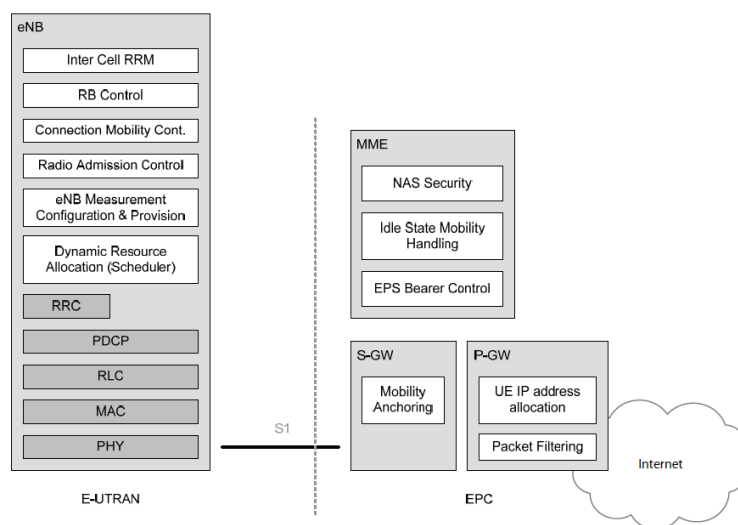 eNB
Inter Cell RRM
RB Control
Connection Mobility Cont.
Radio Admission Control
eNB Measurement
Configuration & Provision
Dynamic Resource
Allocation (Scheduler)
RRC
PDCP
RLC
MAC
PHY
S1
MME
NAS Security
Idle State Mobility
Handling
EPS Bearer Control
S-GW
Mobility
Anchoring
P-GW
UE IP address
allocation
Packet Filtering
Internet
E-UTRAN
EPC